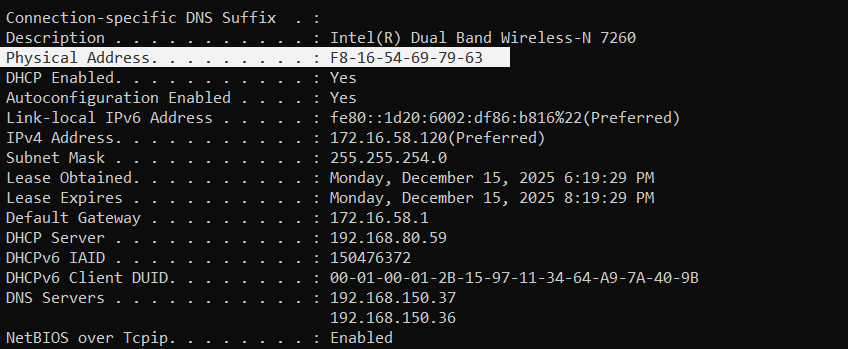 Connection-specific DNS Suffix  . :
Description . . . . . . . . . . . : Intel(R) Dual Band Wireless-N 7260
Physical Address. . . . . . . . . : F8-16-54-69-79-63
DHCP Enabled. . . . . . . . . . . : Yes
Autoconfiguration Enabled . . . . : Yes
Link-local IPv6 Address . . . . . : fe80::1d20:6002:df86:b816%22(Preferred)
IPv4 Address. . . . . . . . . . . : 172.16.58.120(Preferred)
Subnet Mask . . . . . . . . . . . : 255.255.254.0
Lease Obtained. . . . . . . . . . : Monday, December 15, 2025 6:19:29 PM
Lease Expires . . . . . . . . . . : Monday, December 15, 2025 8:19:29 PM
Default Gateway . . . . . . . . . : 172.16.58.1
DHCP Server . . . . . . . . . . . : 192.168.80.59
DHCPv6 IAID . . . . . . . . . . . : 150476372
DHCPv6 Client DUID. . . . . . . . : 00-01-00-01-2B-15-97-11-34-64-A9-7A-40-9B
DNS Servers . . . . . . . . . . . : 192.168.150.37
192.168.150.36
NetBIOS over Tcpip. . . . . . . . : Enabled